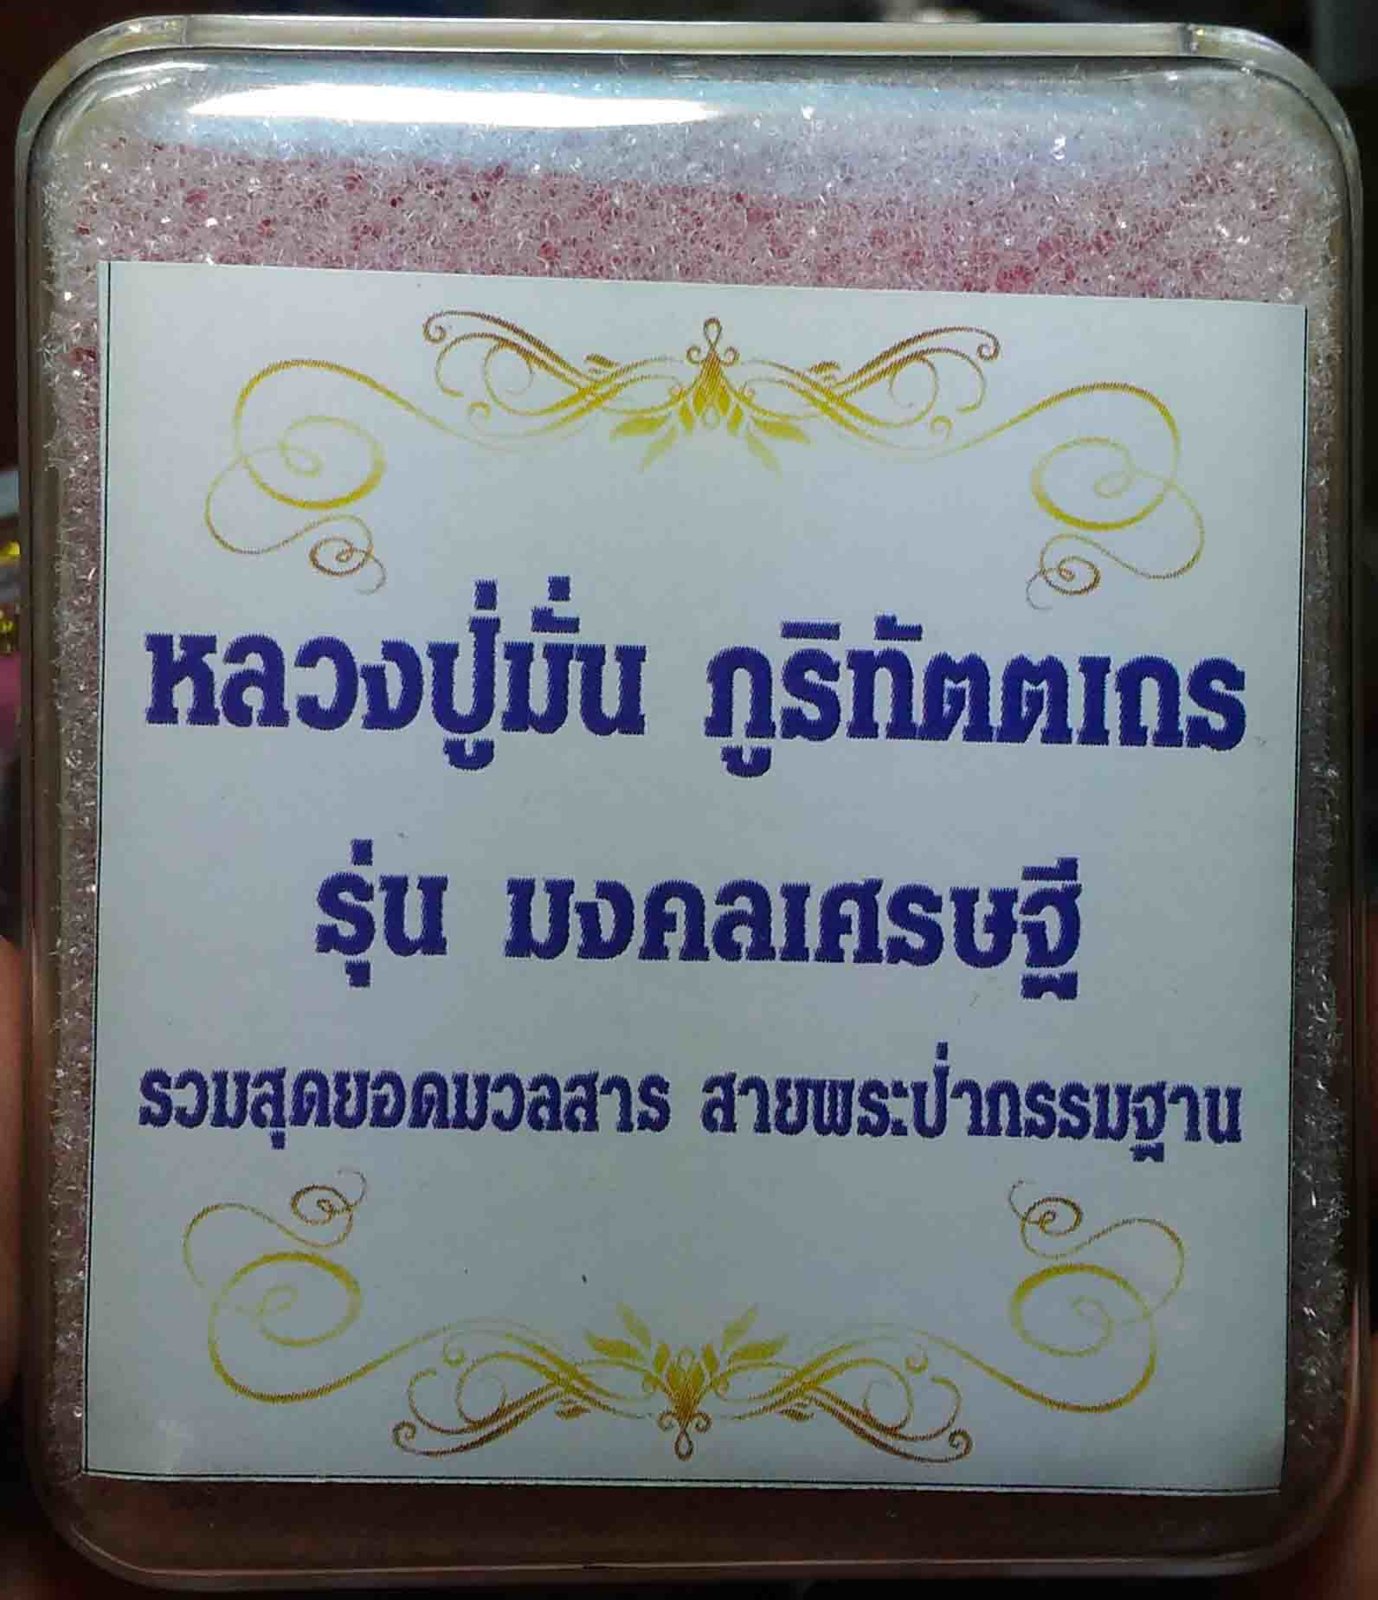 หลวงปู่มั่น ภูริทัตตเถร
รุ่น มงคลเศรษฐี
รวมสุดยอดมวลสาร สายพระป่ากรรมฐาน